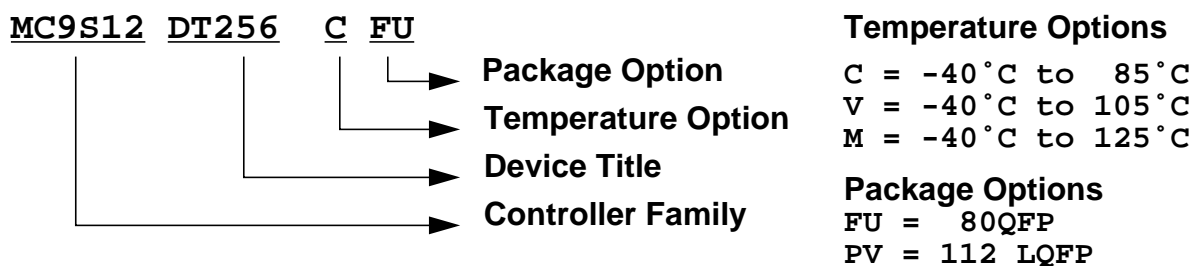 MC9S12 DT256 C FU
Package Option
Temperature Option
Device Title
Controller Family
Temperature Options
C = -40˚C to 85˚C
V = -40˚C to 105˚C
M = -40˚C to 125˚C
Package Options
FU = 80QFP
PV = 112 LQFP